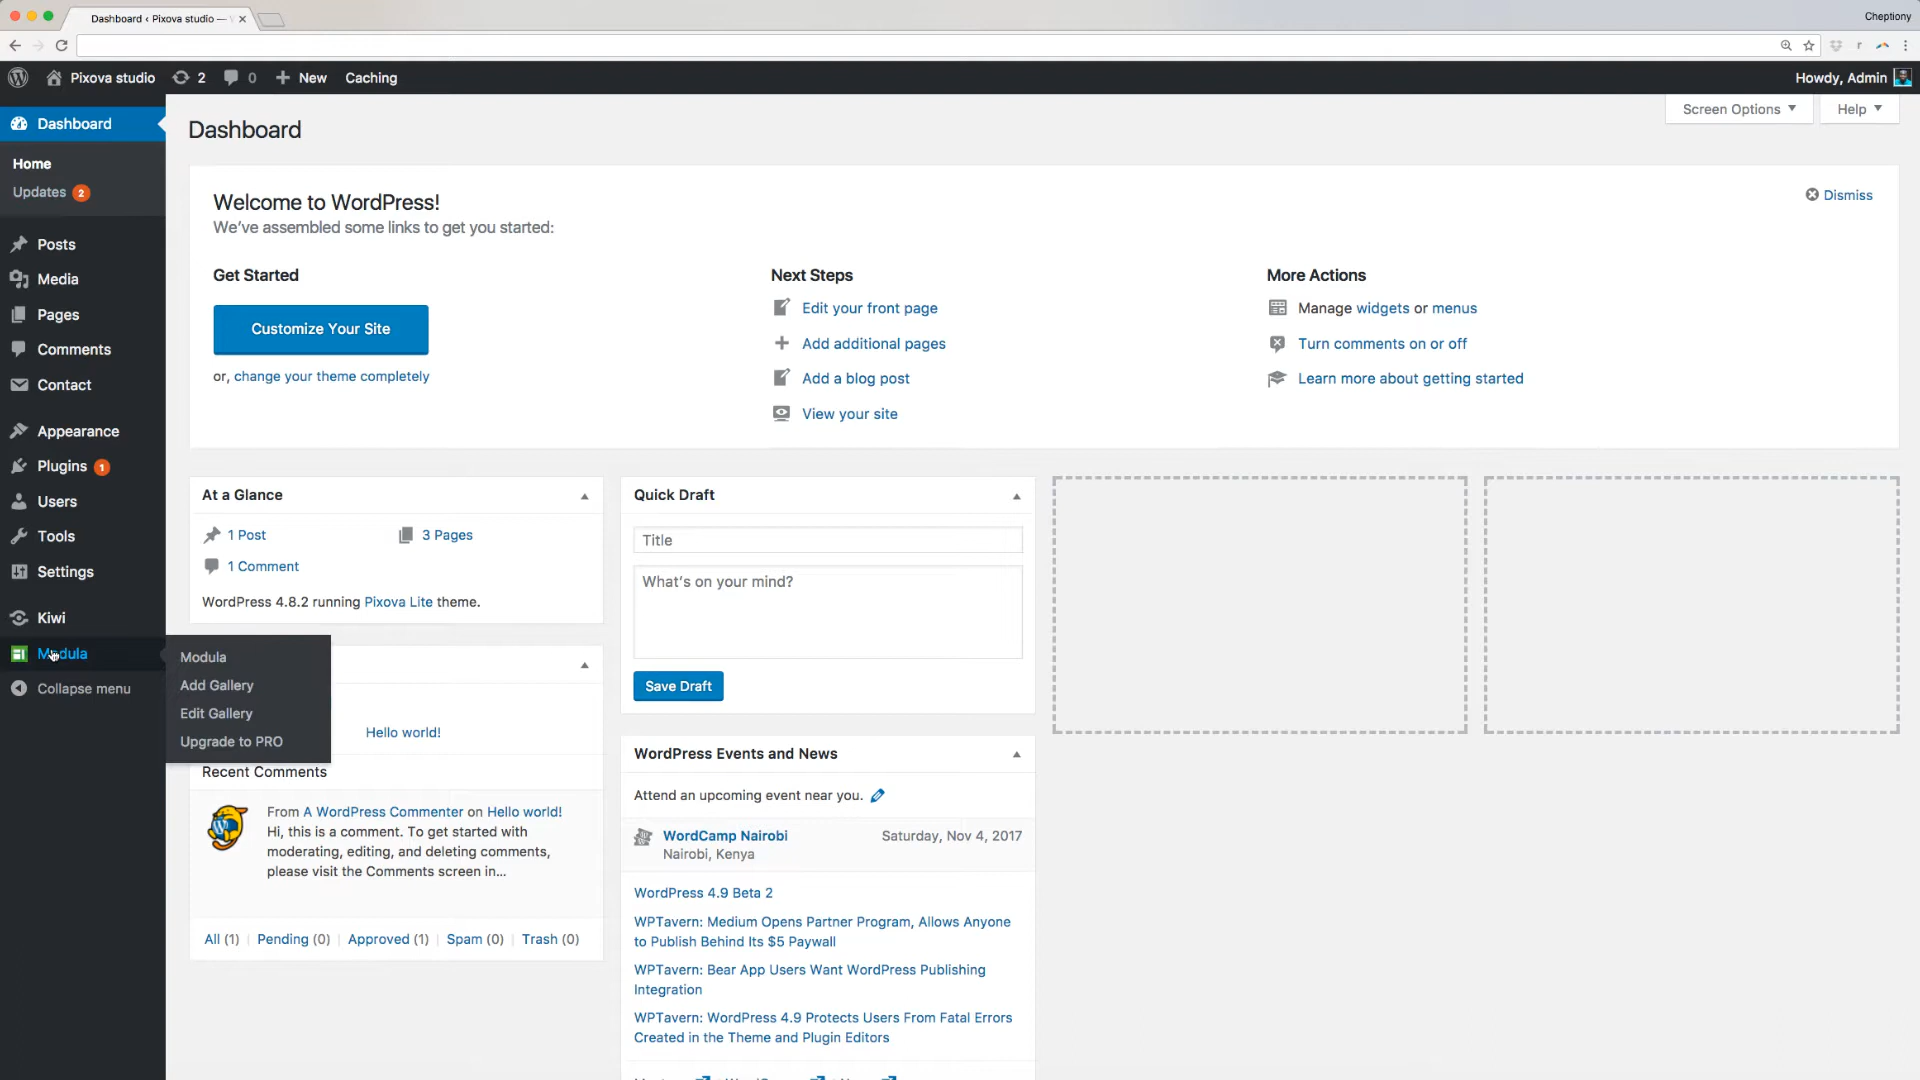 Dashboard ‹ Pixova studio —
Cheptiony
Pixova studio 2 0 New Caching
Howdy, Admin
Dashboard
Home
Updates 2
Posts
Media
Pages
Comments
Contact
Appearance
Plugins 1
Users
Tools
Settings
Kiwi
Modula
Collapse menu
Modula
Add Gallery
Edit Gallery
Upgrade to PRO
Screen Options
Help
Dashboard
Welcome to WordPress!
We've assembled some links to get you started:
Dismiss
Get Started
Customize Your Site
or, change your theme completely
Next Steps
Edit your front page
Add additional pages
Add a blog post
View your site
More Actions
Manage widgets or menus
Turn comments on or off
Learn more about getting started
At a Glance
1 Post
3 Pages
1 Comment
WordPress 4.8.2 running Pixova Lite theme.
Hello world!
Recent Comments
From A WordPress Commenter on Hello world!
Hi, this is a comment. To get started with
moderating, editing, and deleting comments,
please visit the Comments screen in…
All (1) | Pending (0) | Approved (1) | Spam (0) | Trash (0)
Quick Draft
Title
What's on your mind?
Save Draft
WordPress Events and News
Attend an upcoming event near you.
WordCamp Nairobi
Saturday, Nov 4, 2017
Nairobi, Kenya
WordPress 4.9 Beta 2
WPTavern: Medium Opens Partner Program, Allows Anyone
to Publish Behind Its $5 Paywall
WPTavern: Bear App Users Want WordPress Publishing
Integration
WPTavern: WordPress 4.9 Protects Users From Fatal Errors
Created in the Theme and Plugin Editors